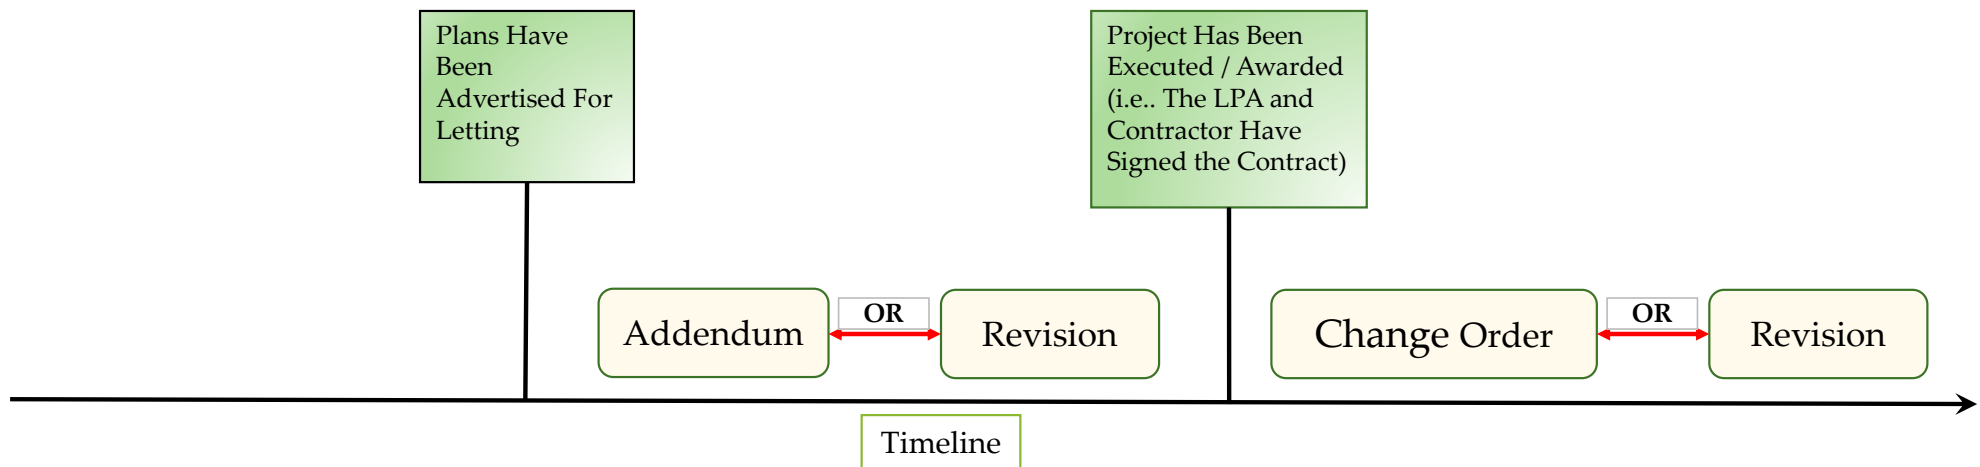 Plans Have
Been
Advertised For
Letting
Project Has Been
Executed / Awarded
(i.e.. The LPA and
Contractor Have
Signed the Contract)
Addendum
OR
Revision
Change Order
OR
Revision
Timeline